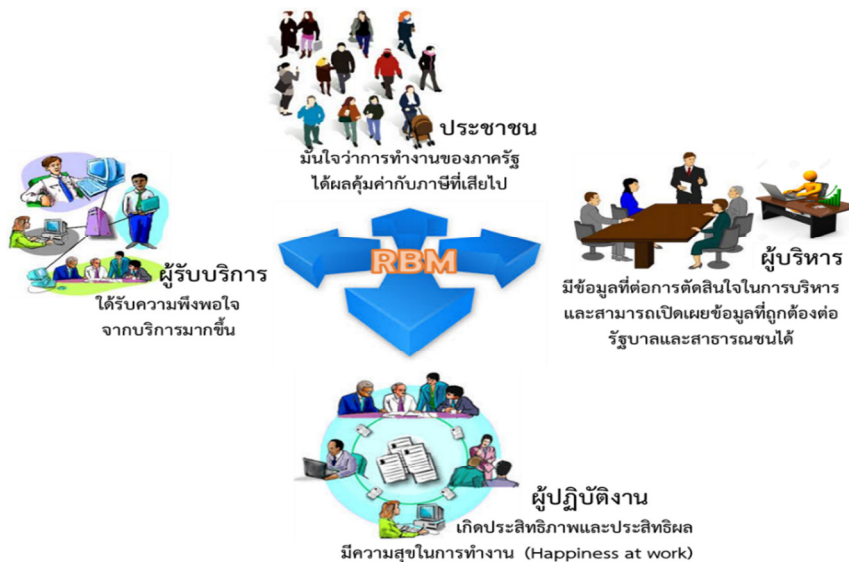 ประชาชน
มั่นใจว่าการทำงานของภาครัฐ
ได้ผลคุ้มค่ากับภาษีที่เสียไป
ผู้รับบริการ
ได้รับความพึงพอใจ
จากบริการมากขึ้น
RBM
ผู้บริหาร
มีข้อมูลที่ต่อการตัดสินใจในการบริหาร
และสามารถเปิดเผยข้อมูลที่ถูกต้องต่อ
รัฐบาลและสาธารณชนได้
ผู้ปฏิบัติงาน
เกิดประสิทธิภาพและประสิทธิผล
มีความสุขในการทำงาน (Happiness at work)